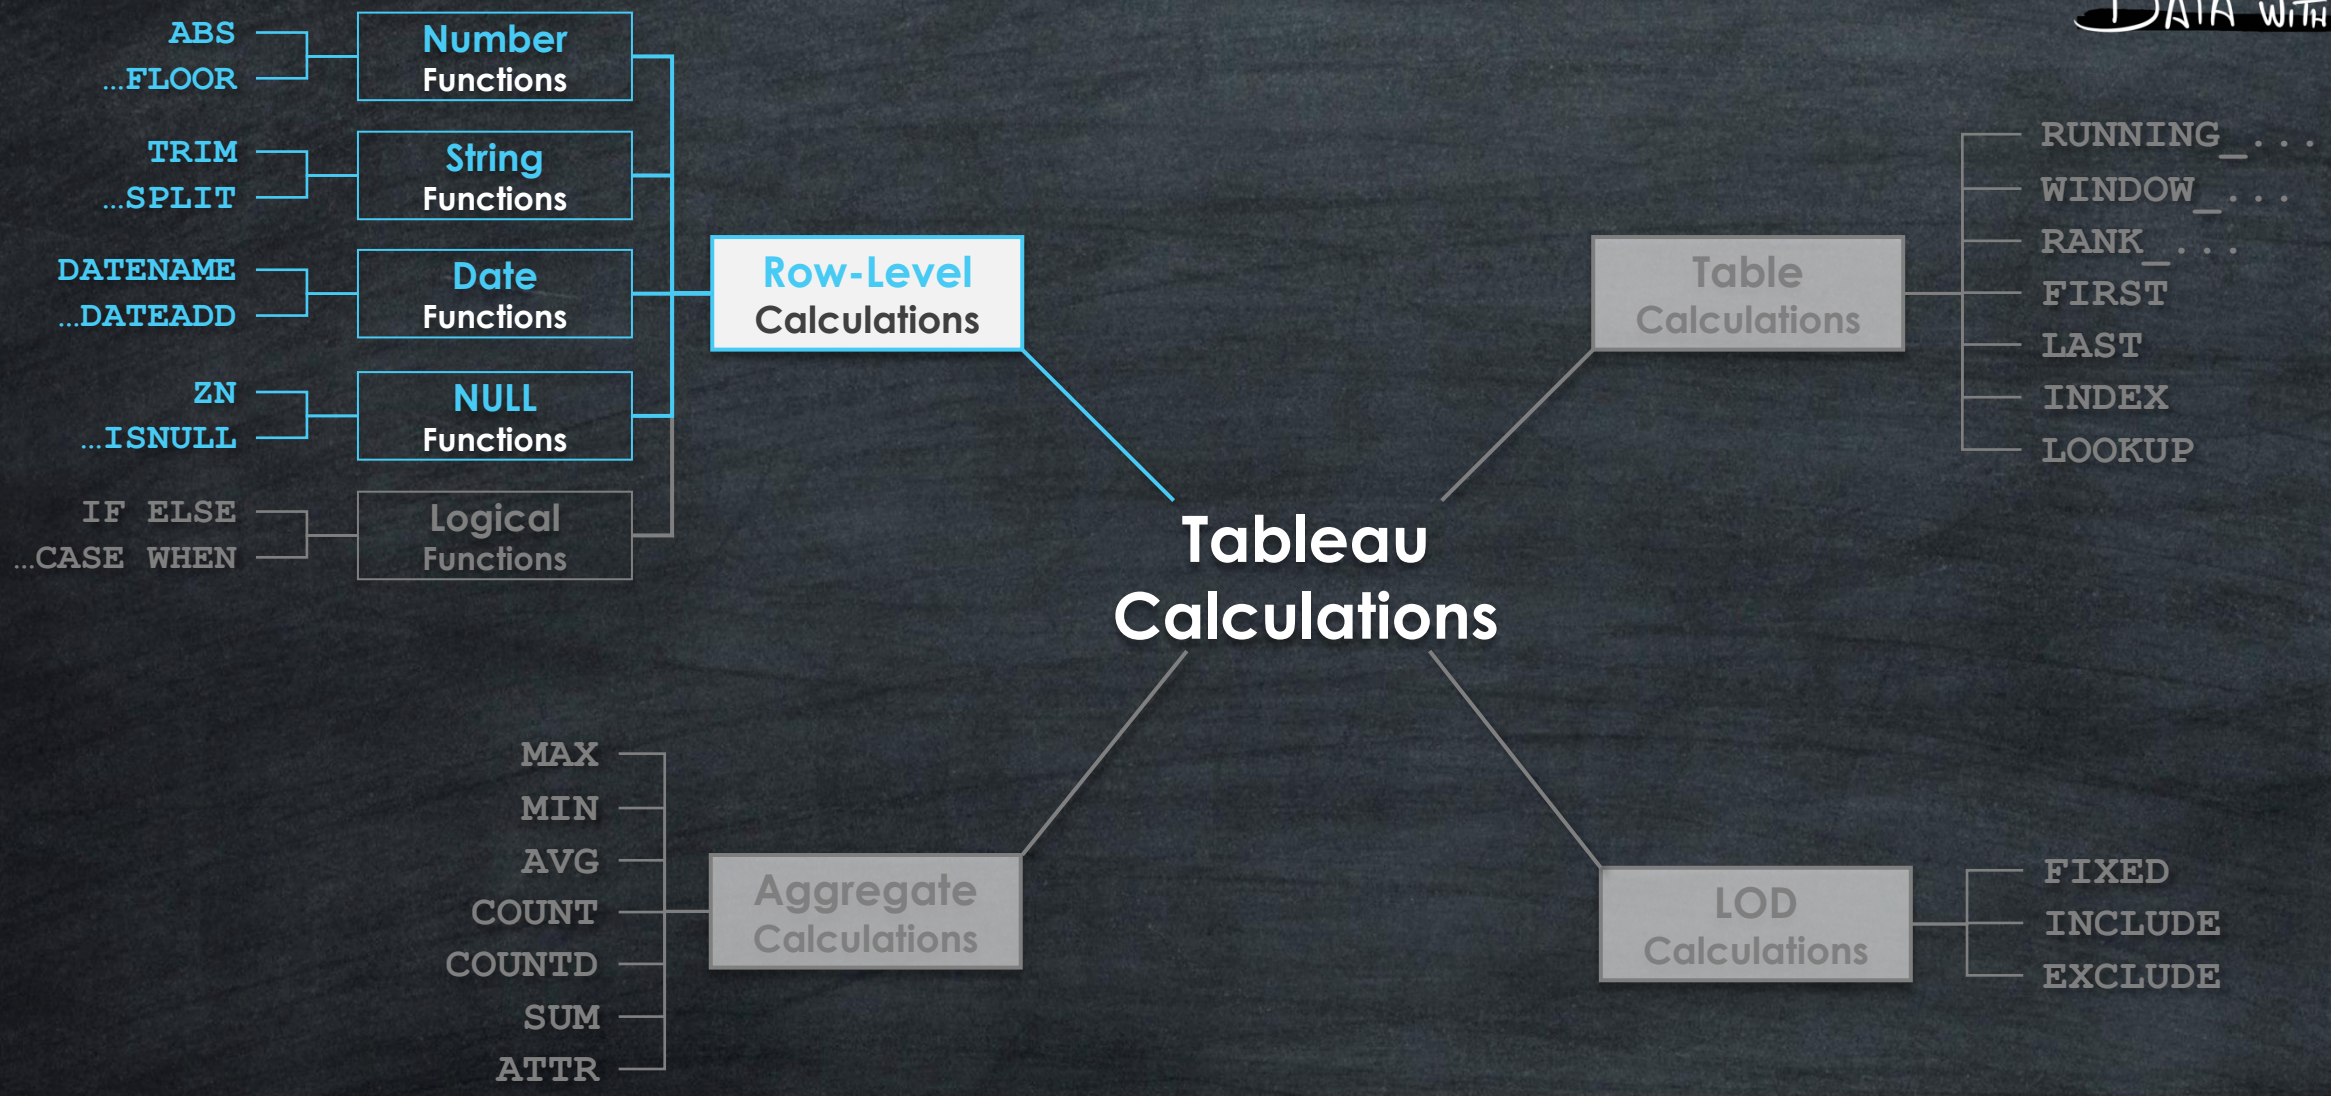 DATA WITH
ABS
...FLOOR
Number
Functions
TRIM
...SPLIT
String
Functions
DATENAME
...DATEADD
Date
Functions
ZN
...ISNULL
NULL
Functions
IF ELSE
...CASE WHEN
Logical
Functions
Row-Level
Calculations
Table
Calculations
RUNNING_...
WINDOW_...
RANK_...
FIRST
LAST
INDEX
LOOKUP
Tableau
Calculations
MAX
MIN
AVG
COUNT
COUNTD
SUM
ATTR
Aggregate
Calculations
LOD
Calculations
FIXED
INCLUDE
EXCLUDE